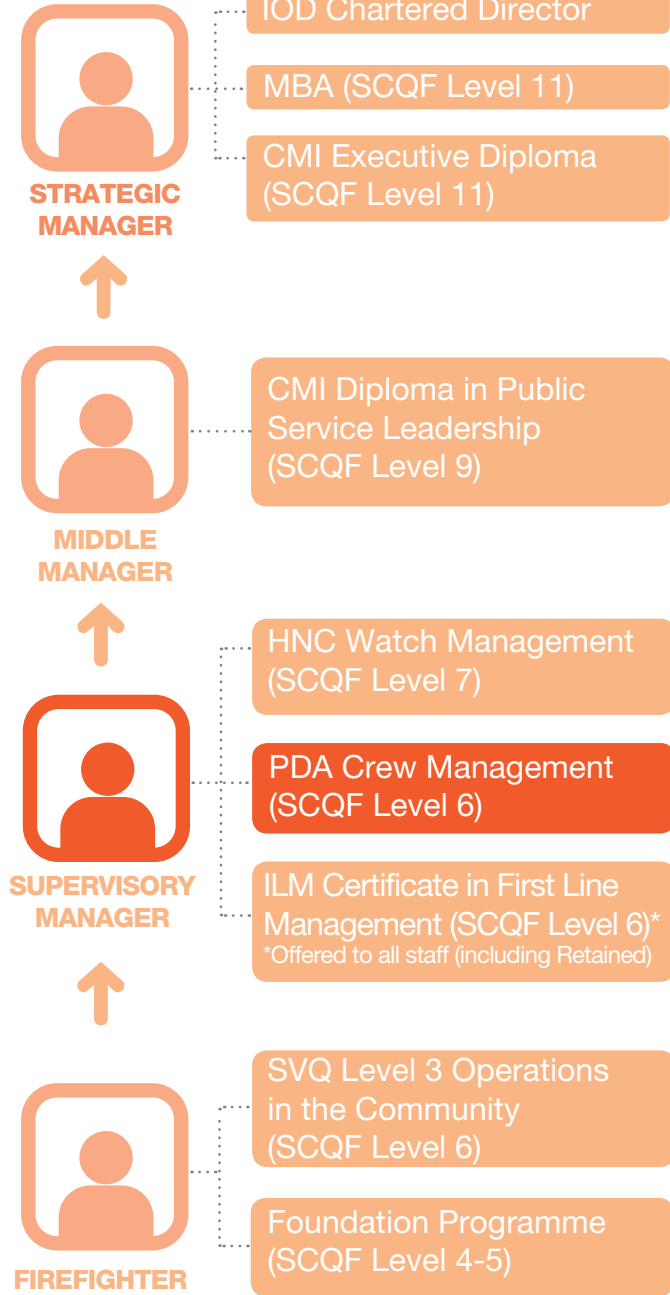 IOD Chartered Director
MBA (SCQF Level 11)
CMI Executive Diploma
(SCQF Level 11)
STRATEGIC
MANAGER
CMI Diploma in Public
Service Leadership
(SCQF Level 9)
MIDDLE
MANAGER
HNC Watch Management
(SCQF Level 7)
PDA Crew Management
(SCQF Level 6)
ILM Certificate in First Line
Management (SCQF Level 6)*
*Offered to all staff (including Retained)
SUPERVISORY
MANAGER
SVQ Level 3 Operations
in the Community
(SCQF Level 6)
Foundation Programme
(SCQF Level 4-5)
FIREFIGHTER